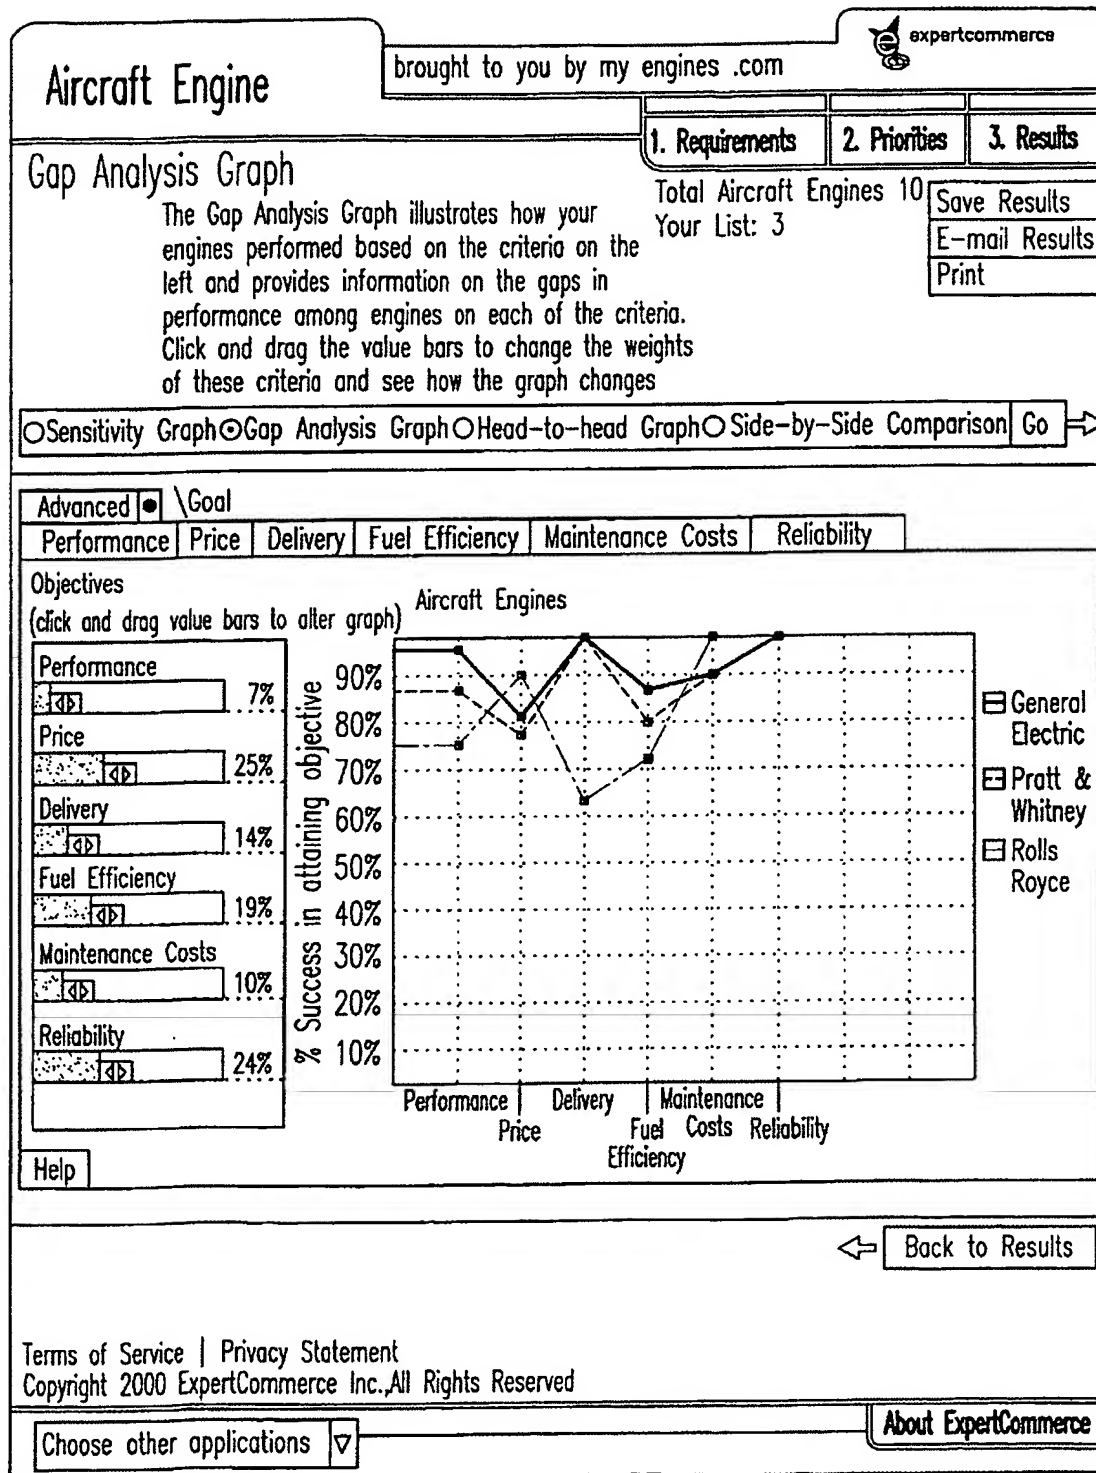 Aircraft Engine
brought to you by my engines .com
expertcommerce
1. Requirements
2. Priorities
3. Results
Gap Analysis Graph
The Gap Analysis Graph illustrates how your
engines performed based on the criteria on the
left and provides information on the gaps in
performance among engines on each of the criteria.
Click and drag the value bars to change the weights
of these criteria and see how the graph changes
Total Aircraft Engines 10
Your List: 3
Save Results
E-mail Results
Print
Sensitivity Graph Gap Analysis Graph Head-to-head Graph Side-by-Side Comparison Go
Advanced \Goal
Performance Price Delivery Fuel Efficiency Maintenance Costs Reliability
Objectives
(click and drag value bars to alter graph)
Performance
7%
Price
25%
Delivery
14%
Fuel Efficiency
19%
Maintenance Costs
10%
Reliability
24%
Aircraft Engines
% Success in attaining objective
90%
80%
70%
60%
50%
40%
30%
20%
10%
Performance
Price
Delivery
Fuel
Efficiency
Maintenance
Costs
Reliability
General
Electric
Pratt &
Whitney
Rolls
Royce
Help
Back to Results
Terms of Service | Privacy Statement
Copyright 2000 ExpertCommerce Inc.,All Rights Reserved
Choose other applications
About ExpertCommerce